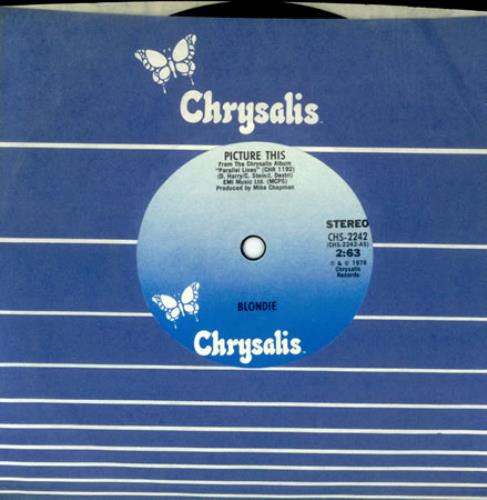 Chrysalis
PICTURE THIS
From The Chrysalis Album
"Parallel Lines" (CHR 1192)
(D. Harry/C. Stein/J. Destri)
EMI Music Ltd. (MCPS)
Produced by Mike Chapman
STEREO
CHS-2242
(CHS-2242-AS)
2:63
℗ & © 1978
Chrysalis
Records
BLONDIE
Chrysalis